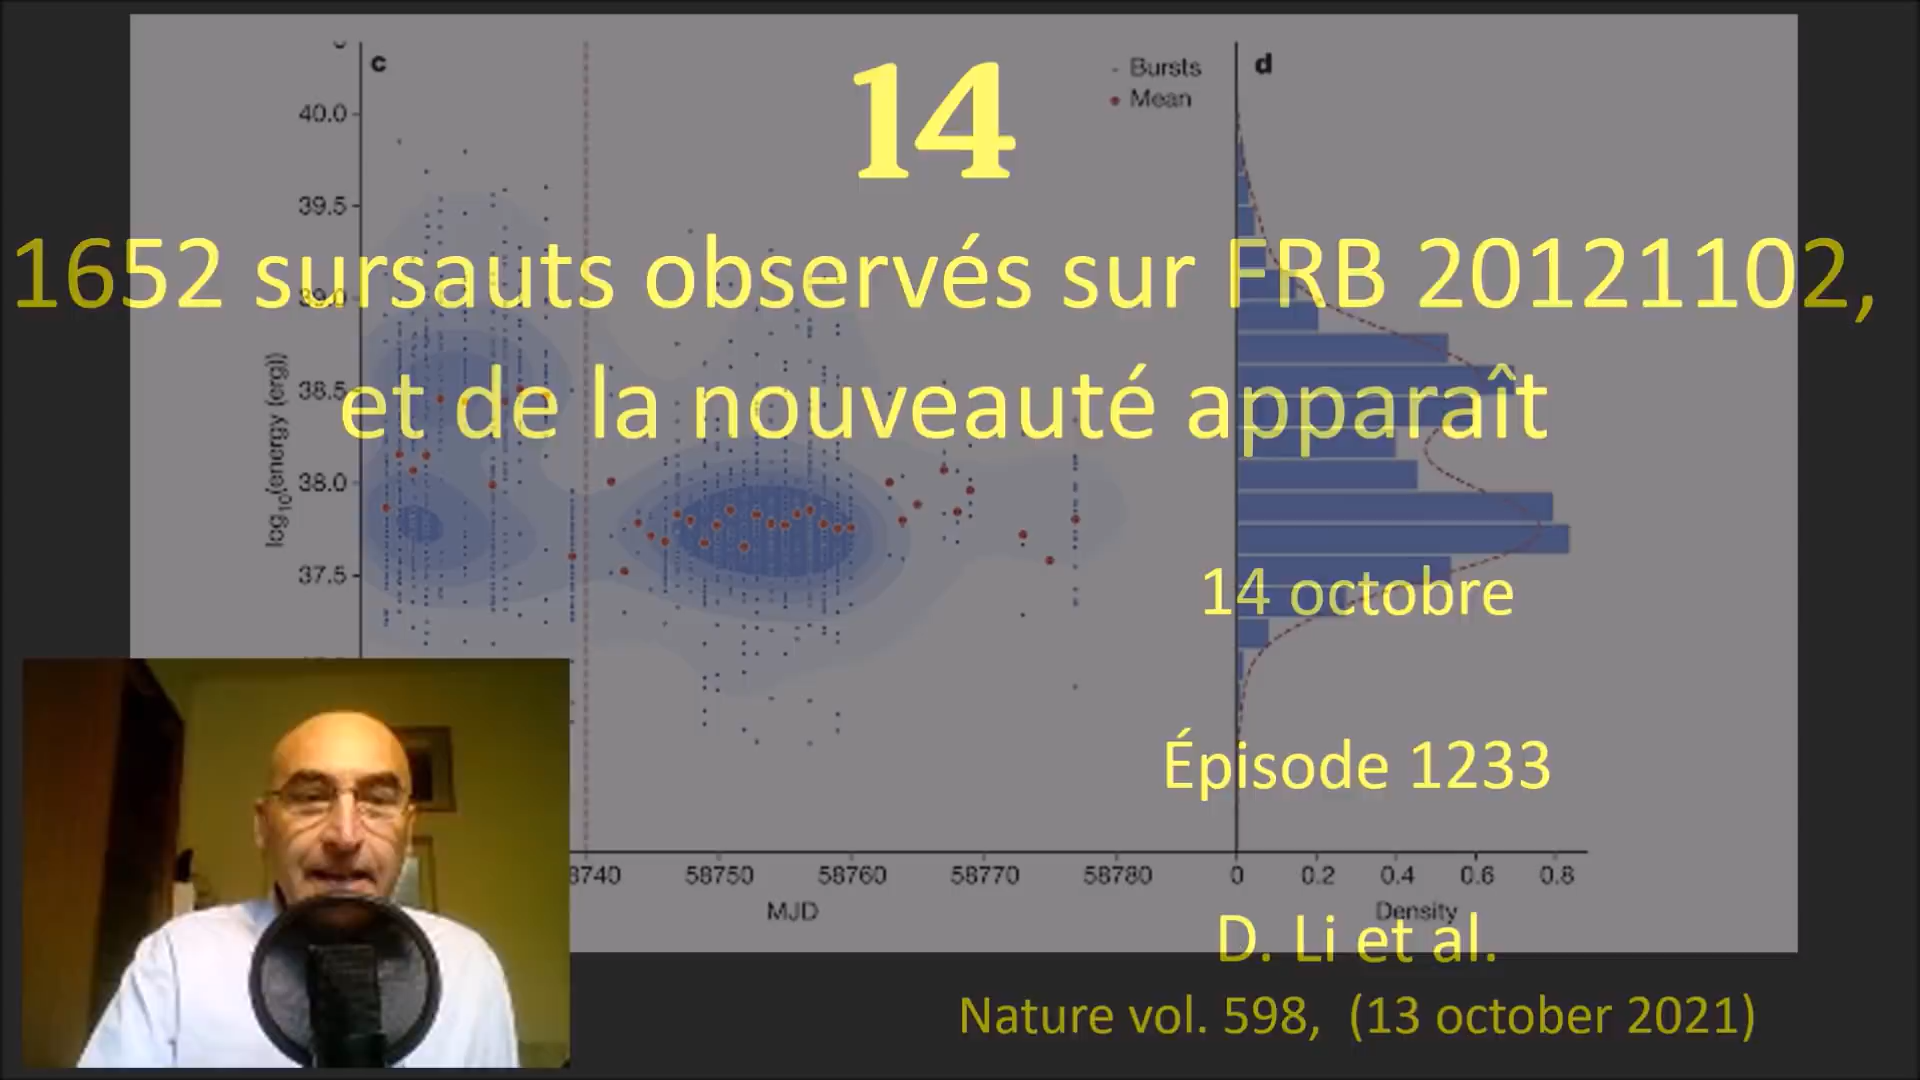 14
1652 sursauts observés sur FRB 20121102,
et de la nouveauté apparaît
14 octobre
Épisode 1233
D. Li et al.
Nature vol. 598, (13 october 2021)
c
Bursts
Mean
d
40.0
39.5
39.0
38.5
38.0
37.5
log10(energy (erg))
58750
58760
58770
58780
MJD
0 0.2 0.4 0.6 0.8
Density